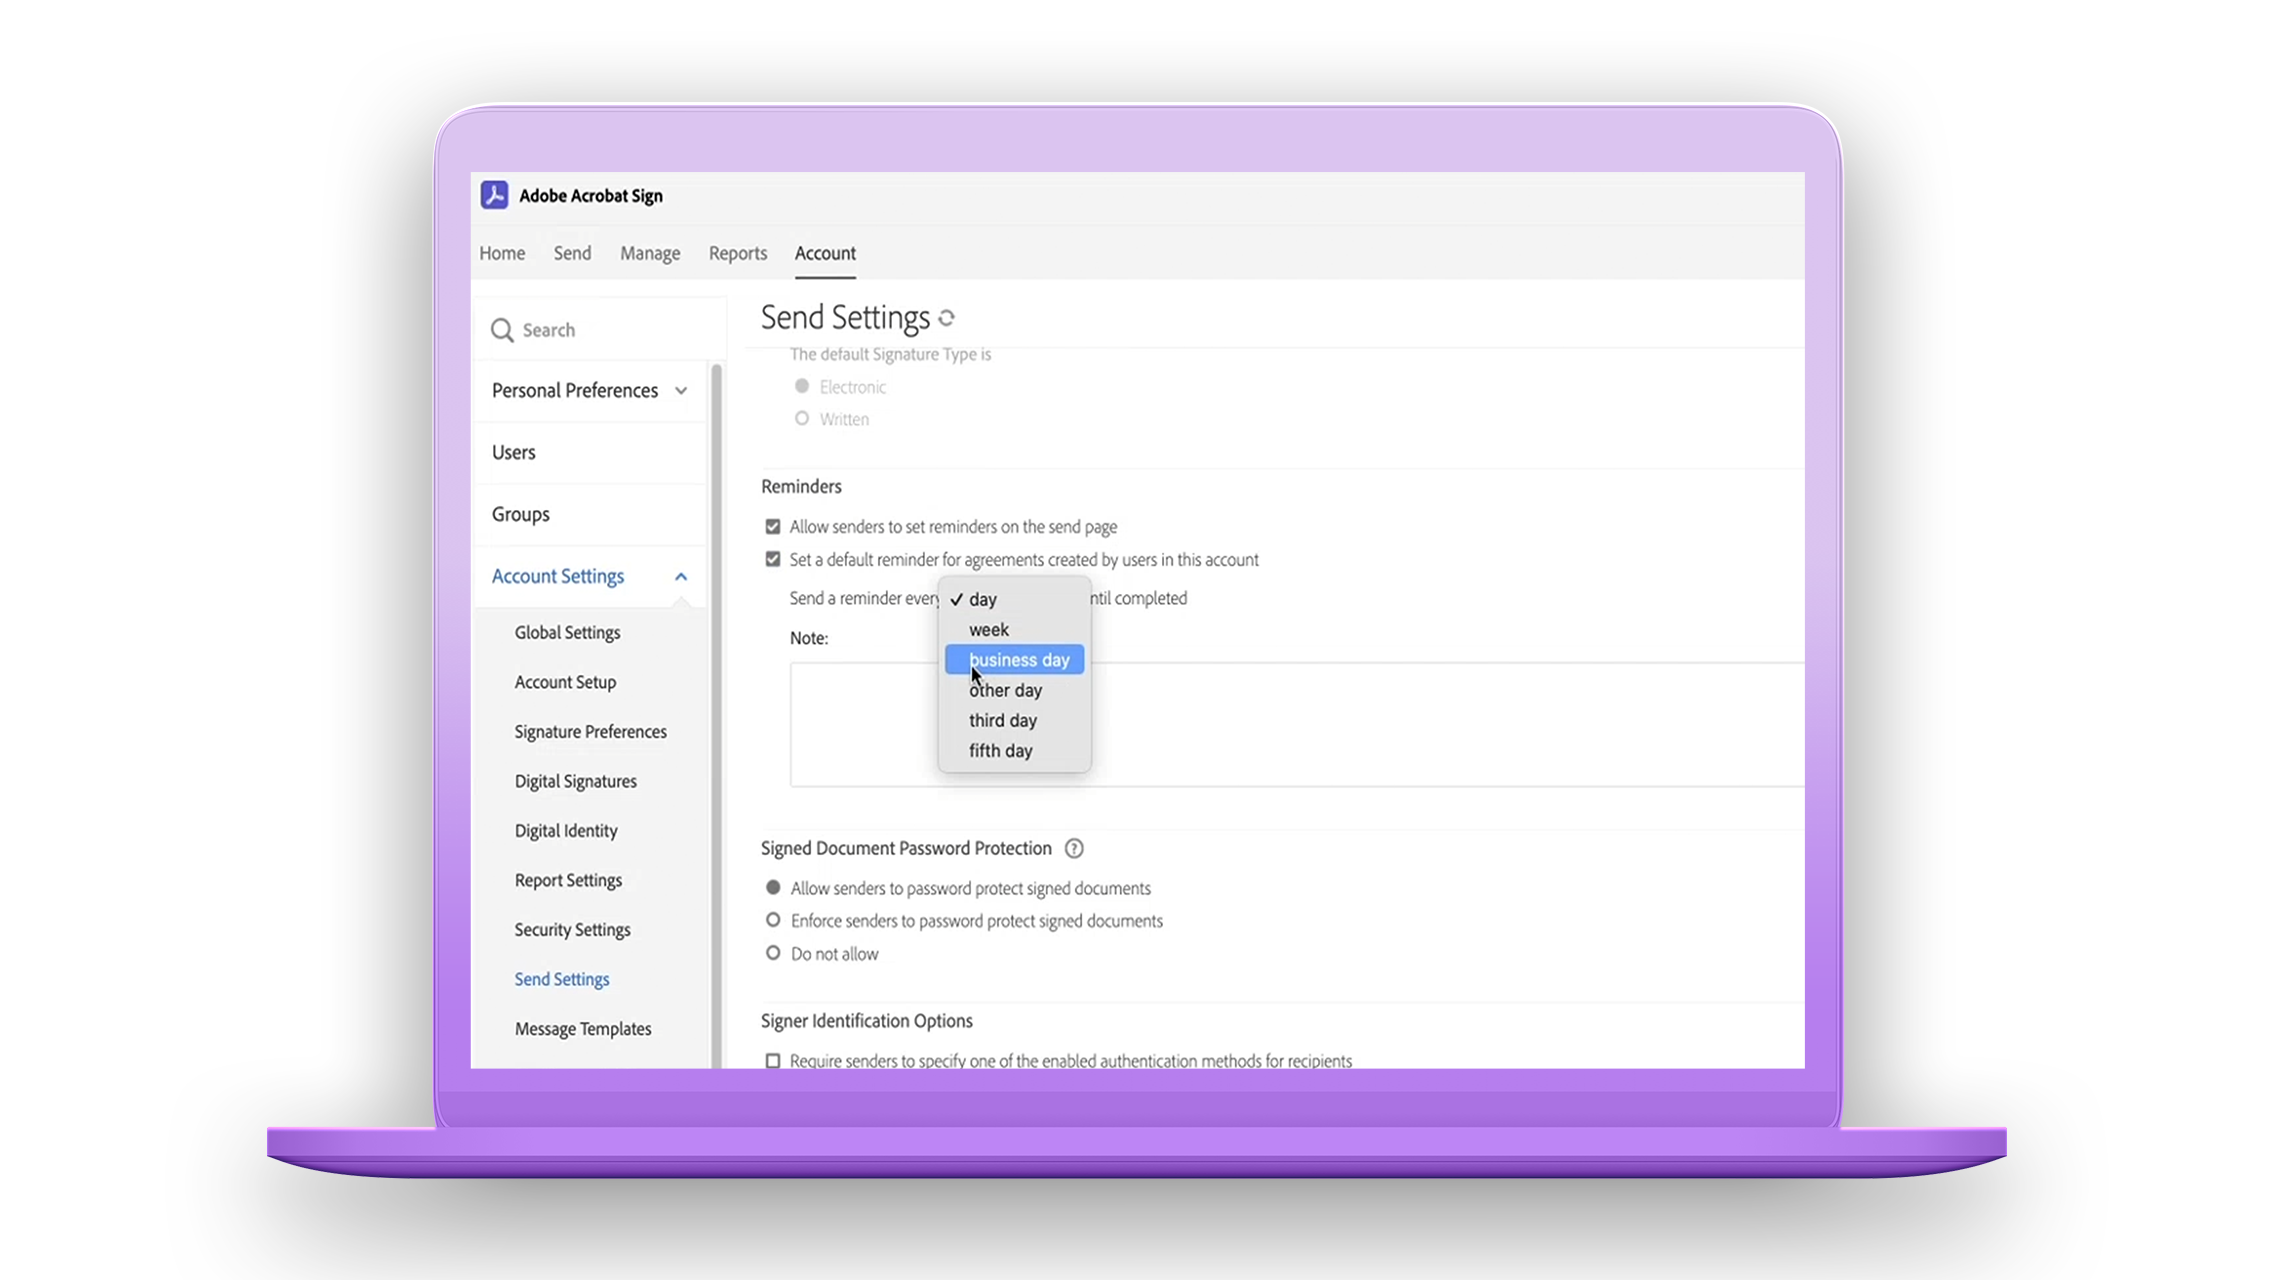 Adobe Acrobat Sign
Home Send Manage Reports Account
Search
Personal Preferences
Users
Groups
Account Settings
Global Settings
Account Setup
Signature Preferences
Digital Signatures
Digital Identity
Report Settings
Security Settings
Send Settings
Message Templates
Send Settings
The default Signature Type is
Electronic
Written
Reminders
Allow senders to set reminders on the send page
Set a default reminder for agreements created by users in this account
Send a reminder every ✓ day ntil completed
week
business day
other day
third day
fifth day
Note:
Signed Document Password Protection ?
Allow senders to password protect signed documents
Enforce senders to password protect signed documents
Do not allow
Signer Identification Options
Require senders to specify one of the enabled authentication methods for recipients